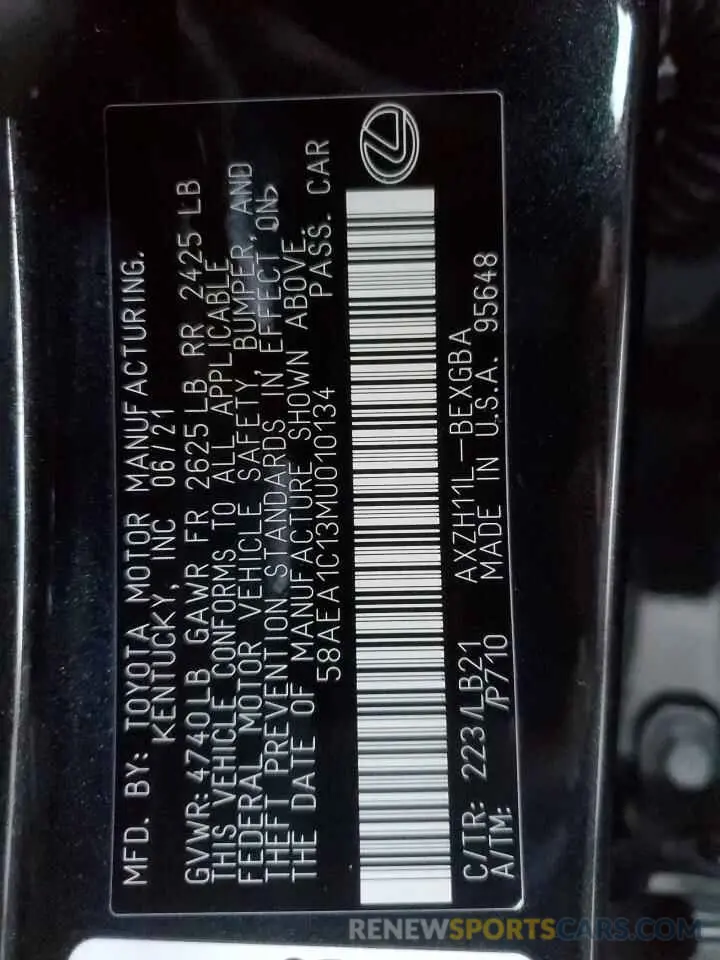 MFD. BY: TOYOTA MOTOR MANUFACTURING.
KENTUCKY, INC 06/21
GVWR: 4740LB GAWR FR 2625LB RR 2425 LB
THIS VEHICLE CONFORMS TO ALL APPLICABLE
FEDERAL MOTOR VEHICLE SAFETY, BUMPER, AND
THEFT PREVENTION STANDARDS IN EFFECT ON
THE DATE OF MANUFACTURE SHOWN ABOVE.
58AEA1C13MU010134 PASS. CAR
C/TR: 223/LB21 AXZH11L-BEXGBA
A/TM: /P710 MADE IN U.S.A. 95648
RENEWSPORTSCARS.COM